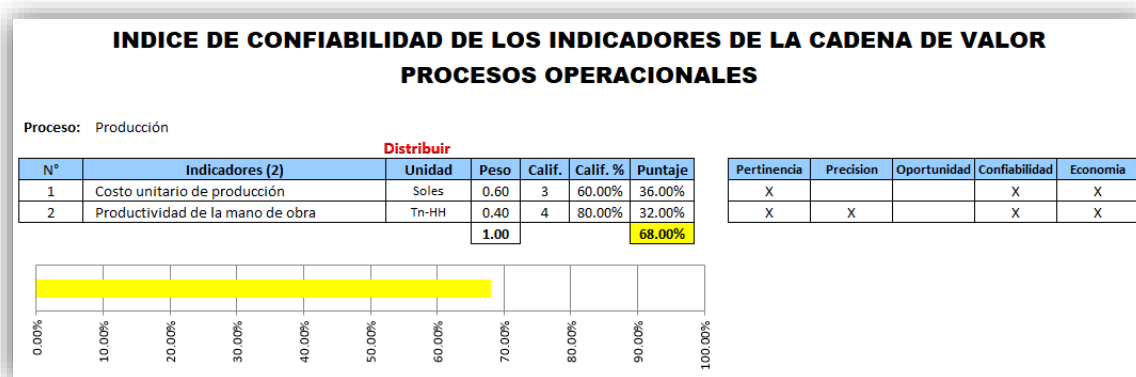 INDICE DE CONFIABILIDAD DE LOS INDICADORES DE LA CADENA DE VALOR
PROCESOS OPERACIONALES
Proceso: Producción
Distribuir
N° Indicadores (2) Unidad Peso Calif. Calif. % Puntaje Pertinencia Precision Oportunidad Confiabilidad Economia
1 Costo unitario de producción Soles 0.60 3 60.00% 36.00% X X X
2 Productividad de la mano de obra Tn-HH 0.40 4 80.00% 32.00% X X X X
1.00 68.00%
0.00% 10.00% 20.00% 30.00% 40.00% 50.00% 60.00% 70.00% 80.00% 90.00% 100.00%